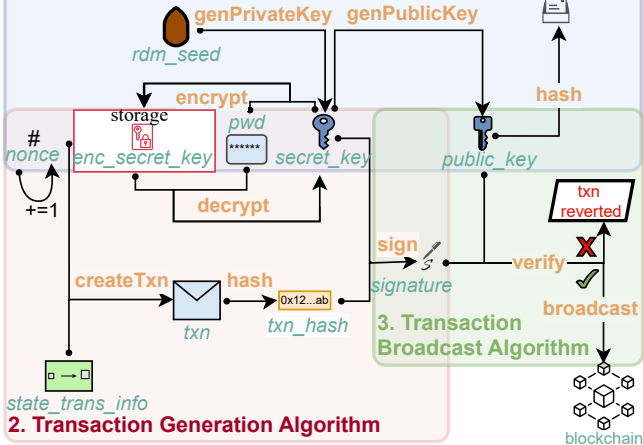 genPrivateKey
genPublicKey
rdm_seed
encrypt
hash
storage
pwd
#
nonce
enc_secret_key
******
secret_key
public_key
+=1
decrypt
txn
reverted
sign
verify
createTxn
hash
signature
broadcast
0x12...ab
txn
txn_hash
3. Transaction
Broadcast Algorithm
state_trans_info
2. Transaction Generation Algorithm
blockchain